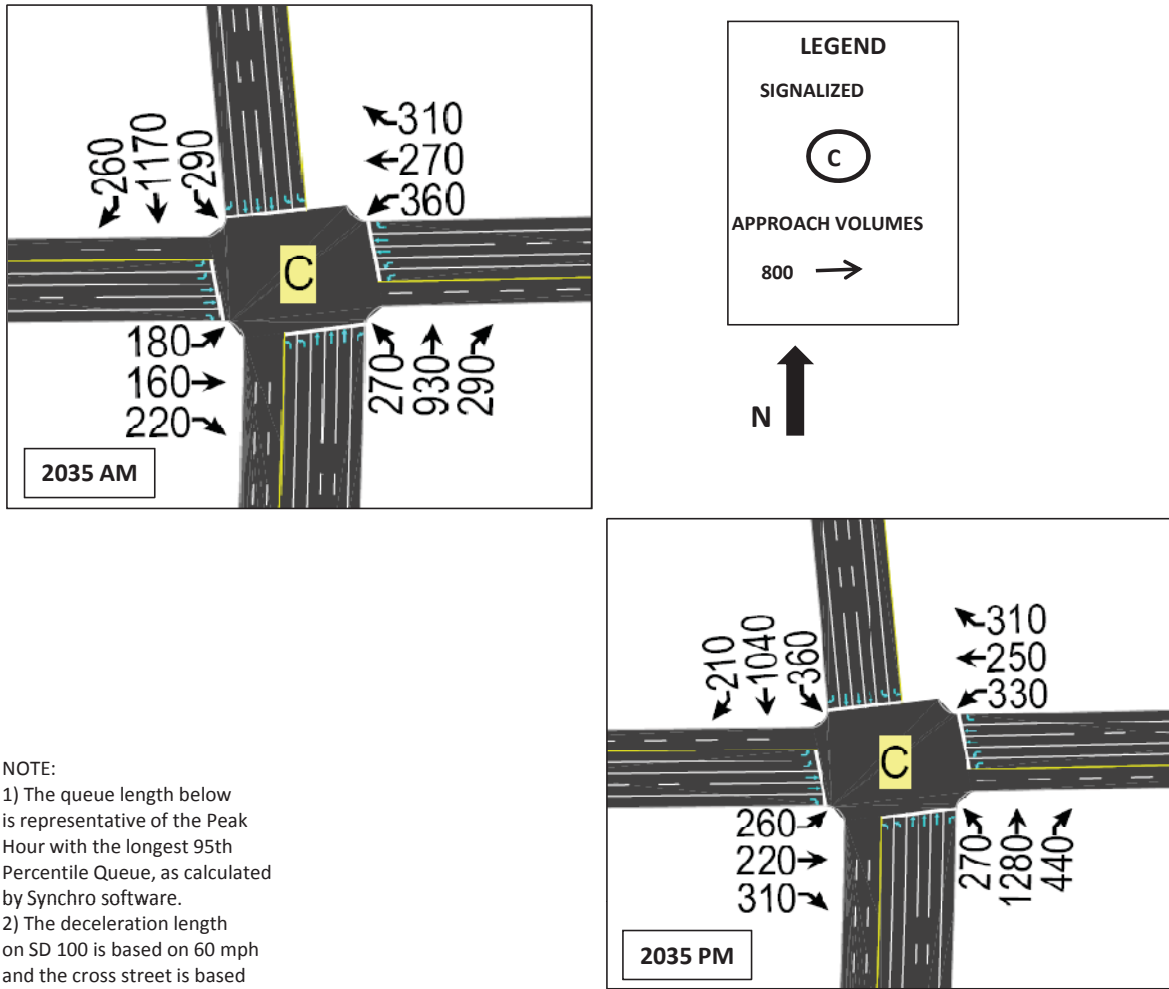 260
1170
290
310
270
360
C
180
160
220
270
930
290
2035 AM
LEGEND
SIGNALIZED
C
APPROACH VOLUMES
800
N
210
1040
360
310
250
330
C
260
220
310
270
1280
440
2035 PM
NOTE:
1) The queue length below
is representative of the Peak
Hour with the longest 95th
Percentile Queue, as calculated
by Synchro software.
2) The deceleration length
on SD 100 is based on 60 mph
and the cross street is based